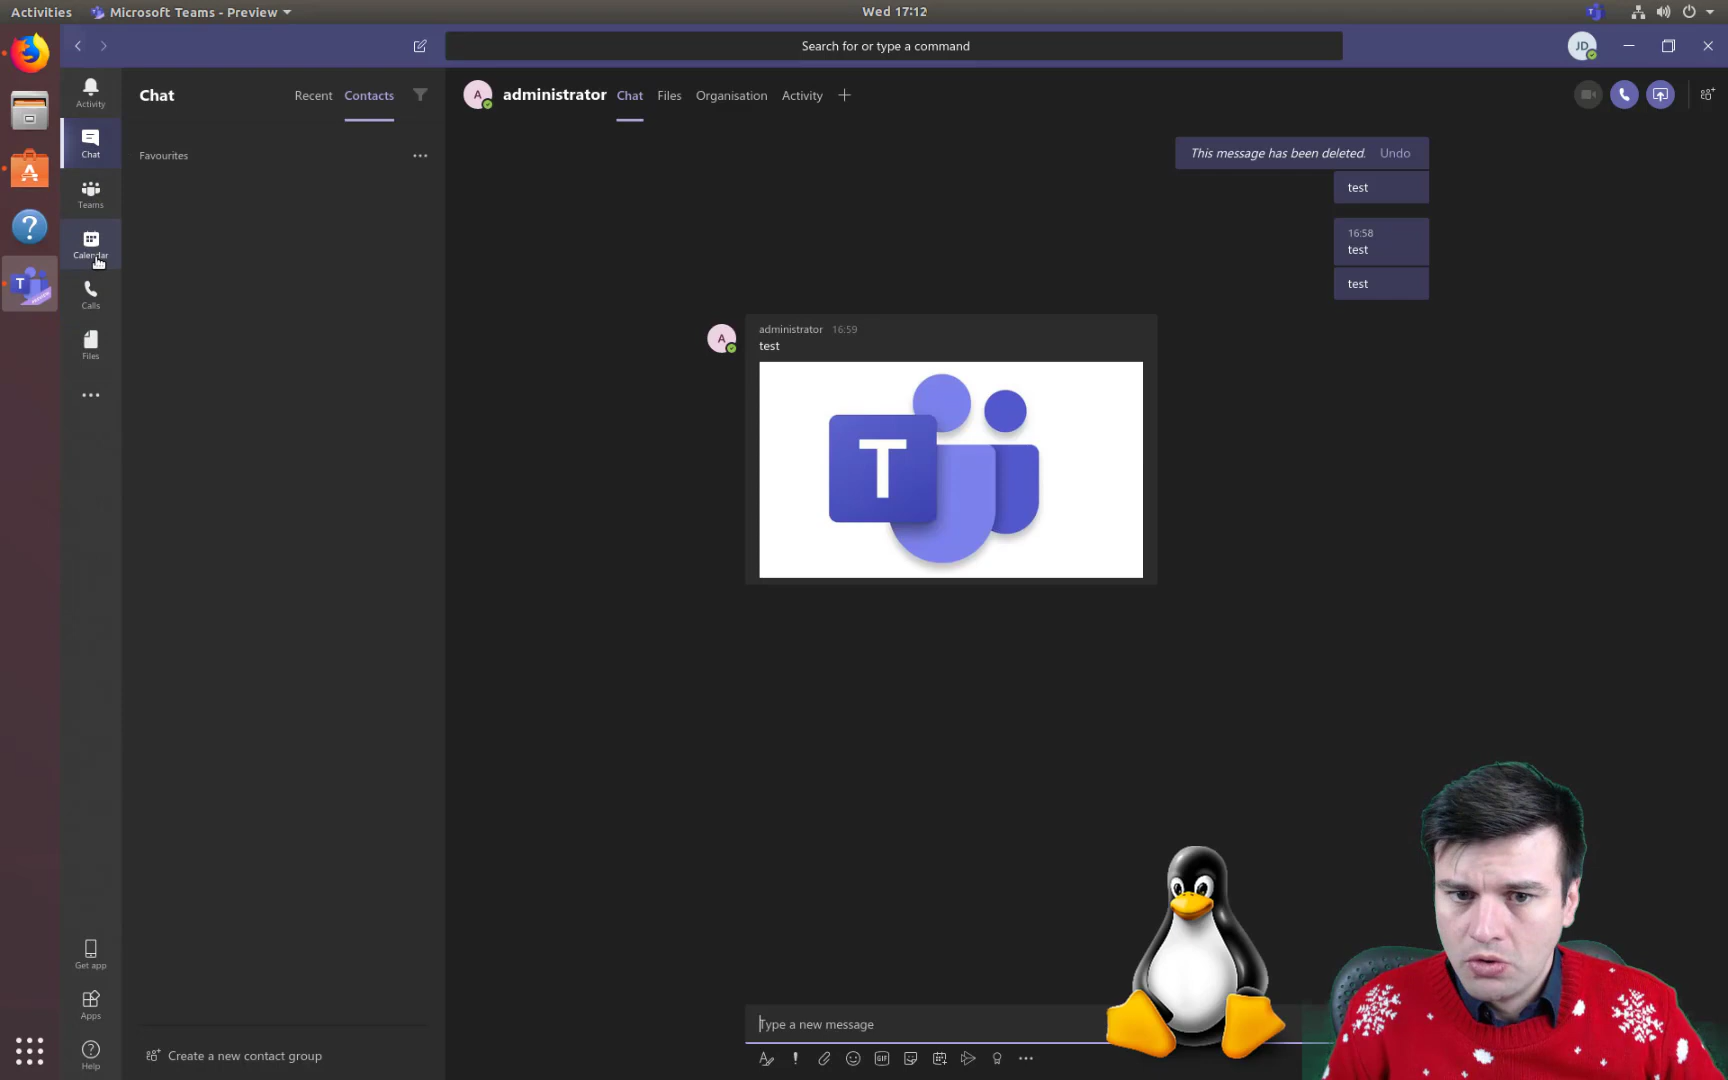 Activities
Microsoft Teams - Preview
Wed 17:12
Search for or type a command
JD
Activity
Chat
Teams
Calendar
Calls
Files
Get app
Apps
Help
Chat
Recent
Contacts
Favourites
Create a new contact group
A
administrator
Chat
Files
Organisation
Activity
This message has been deleted.
Undo
test
16:58
test
test
A
administrator 16:59
test
T
Type a new message
GIF
T
A
?